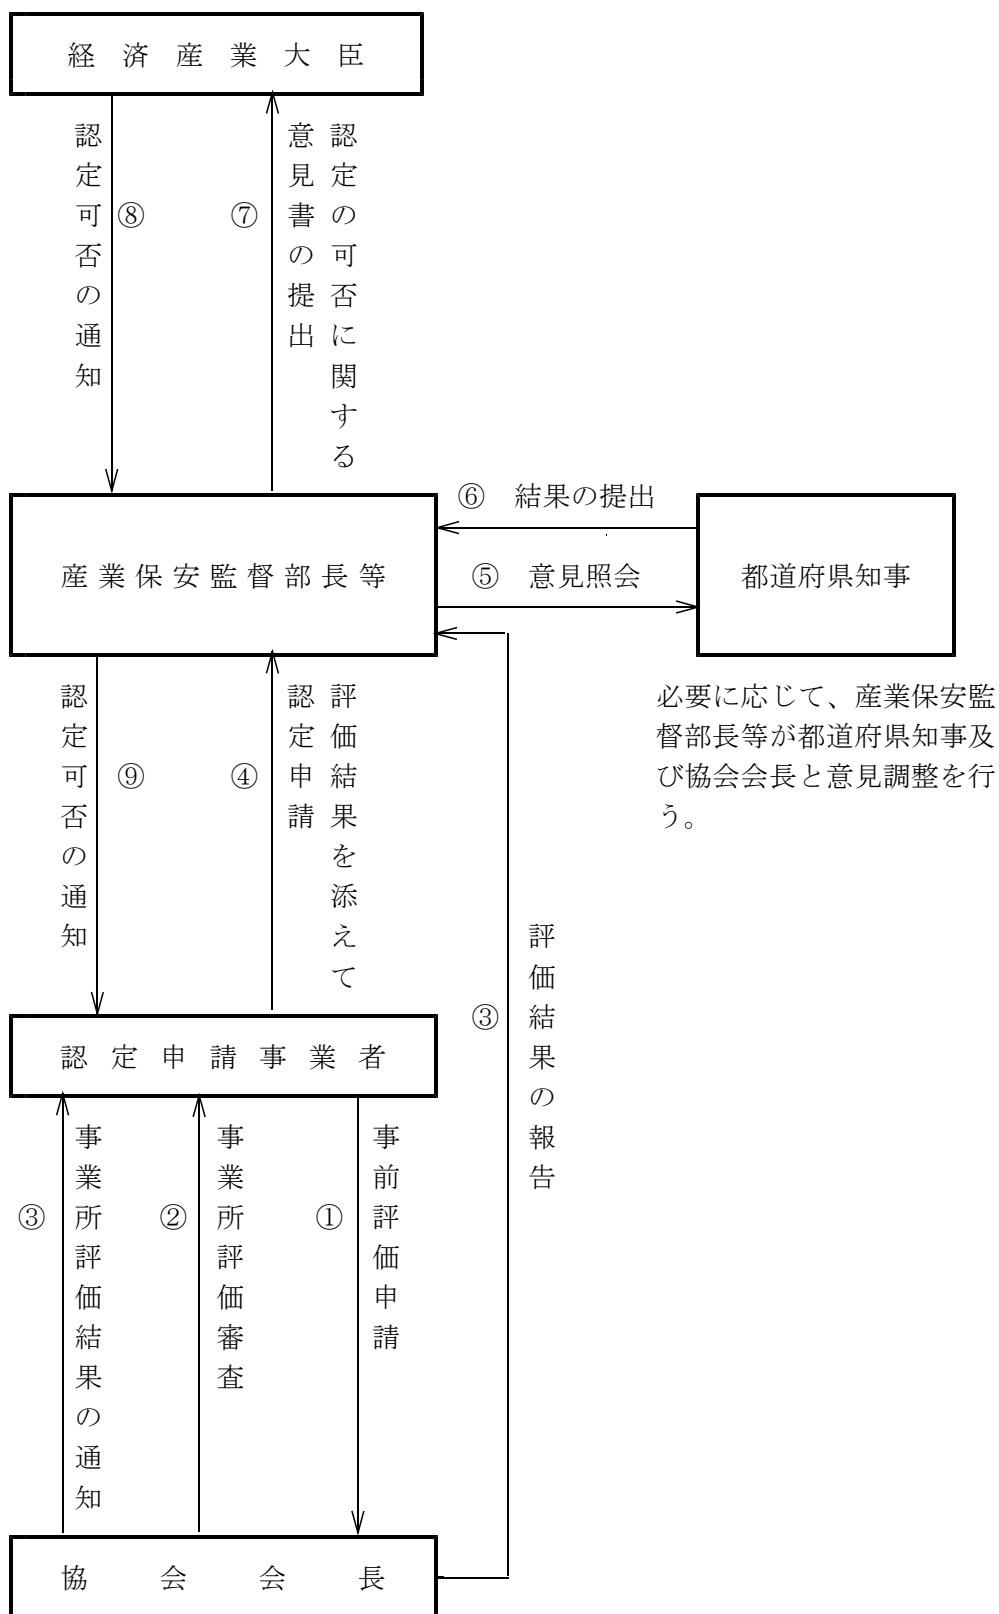 経済産業大臣
認定可否の通知
⑧
⑦
認定の可否に関する
意見書の提出
⑥ 結果の提出
産業保安監督部長等
⑤ 意見照会
都道府県知事
必要に応じて、産業保安監
督部長等が都道府県知事及
び協会会長と意見調整を行
う。
認定可否の通知
⑨
④
評価結果を添えて
認定申請
③
評価結果の報告
認定申請事業者
③
事業所評価結果の通知
②
事業所評価審査
①
事前評価申請
協会会長